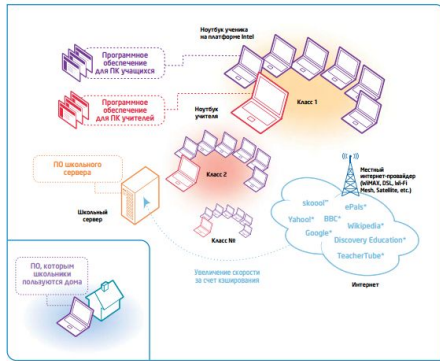 Ноутбук ученика
на платформе Intel
Программное
обеспечение
для ПК учащихся
Программное
обеспечение
для ПК учителей
Ноутбук
учителя
Класс 1
ПО школьного
сервера
Класс 2
Школьный
сервер
Класс №
Местный
интернет-провайдер
(WiMAX, DSL, Wi-Fi
Mesh, Satellite, etc.)
skoool™
ePals*
Yahoo!*
BBC*
Wikipedia*
Google*
Discovery Education*
TeacherTube*
Интернет
Увеличение скорости
за счет кэширования
ПО, которым
школьники
пользуются дома